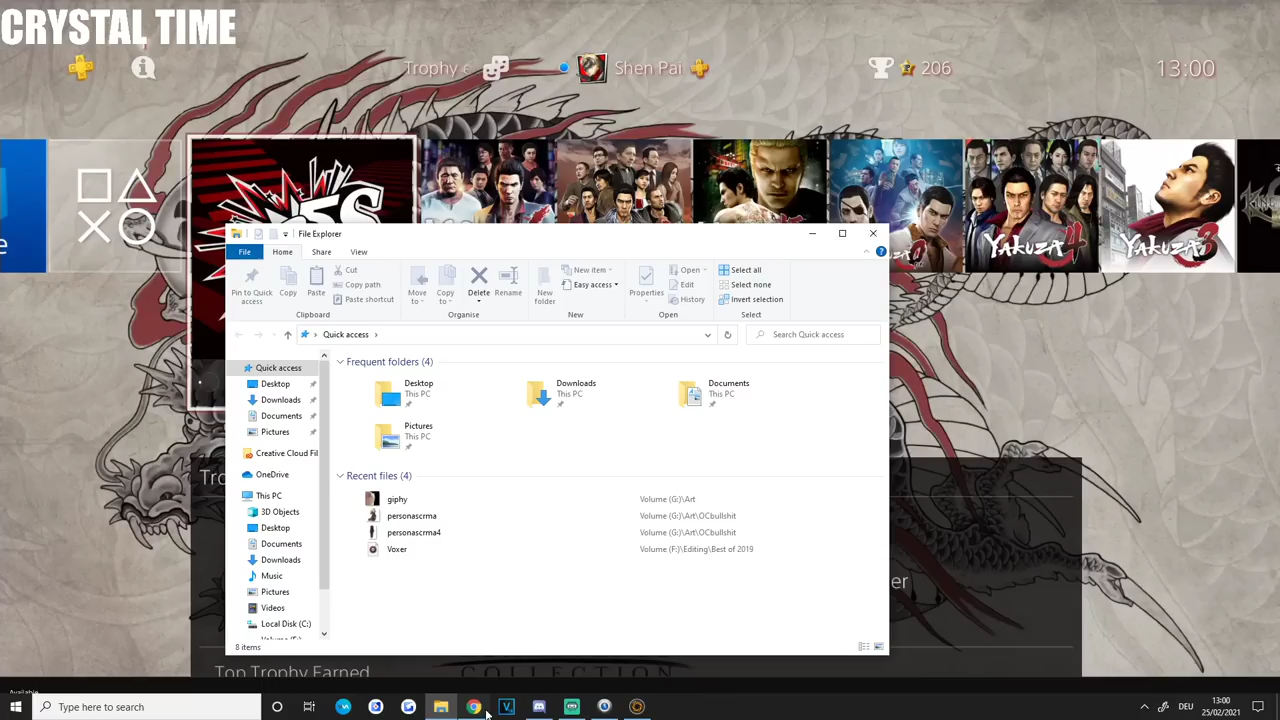 CRYSTAL TIME
Trophy
Shen Pai
206
13:00
YAKUZA 4
YAKUZA 3
File Explorer
File
Home
Share
View
Pin to Quick access
Copy
Paste
Cut
Copy path
Paste shortcut
Clipboard
Move to
Copy to
Delete
Rename
Organise
New folder
New item
Easy access
New
Properties
Open
Edit
History
Open
Select all
Select none
Invert selection
Select
Quick access
Search Quick access
Quick access
Desktop
Downloads
Documents
Pictures
Creative Cloud Fil
OneDrive
This PC
3D Objects
Desktop
Documents
Downloads
Music
Pictures
Videos
Local Disk (C:)
Frequent folders (4)
Desktop
This PC
Downloads
This PC
Documents
This PC
Pictures
This PC
Recent files (4)
giphy Volume (G:)\Art
personascrma Volume (G:)\Art\OCbullshit
personascrma4 Volume (G:)\Art\OCbullshit
Voxer Volume (F:)\Editing\Best of 2019
8 items
Top Trophy Earned
COLLECTION
Available
Type here to search
DEU
13:00
25/02/2021